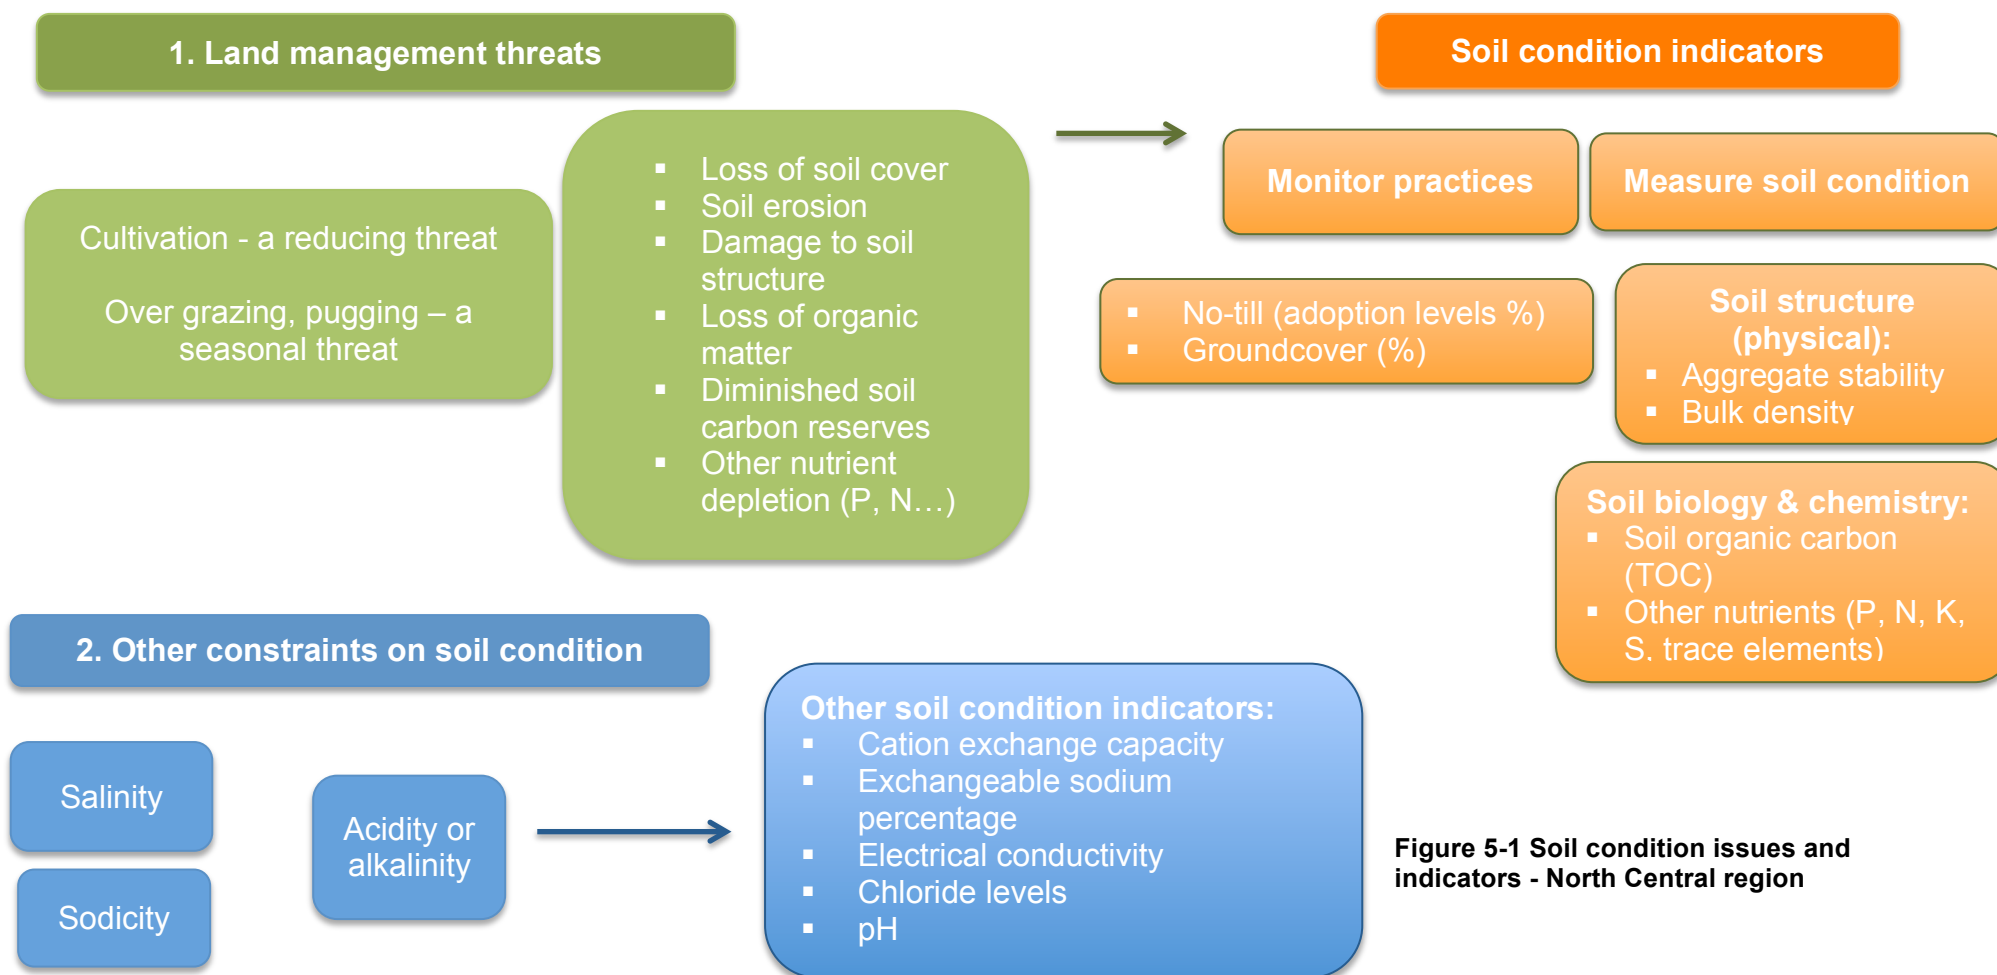 1. Land management threats
Cultivation - a reducing threat
Over grazing, pugging – a
seasonal threat
▪ Loss of soil cover
▪ Soil erosion
▪ Damage to soil
structure
▪ Loss of organic
matter
▪ Diminished soil
carbon reserves
▪ Other nutrient
depletion (P, N…)
Soil condition indicators
Monitor practices
Measure soil condition
▪ No-till (adoption levels %)
▪ Groundcover (%)
Soil structure
(physical):
▪ Aggregate stability
▪ Bulk density
Soil biology & chemistry:
▪ Soil organic carbon
(TOC)
▪ Other nutrients (P, N, K,
S, trace elements)
2. Other constraints on soil condition
Salinity
Sodicity
Acidity or
alkalinity
Other soil condition indicators:
▪ Cation exchange capacity
▪ Exchangeable sodium
percentage
▪ Electrical conductivity
▪ Chloride levels
▪ pH
Figure 5-1 Soil condition issues and
indicators - North Central region